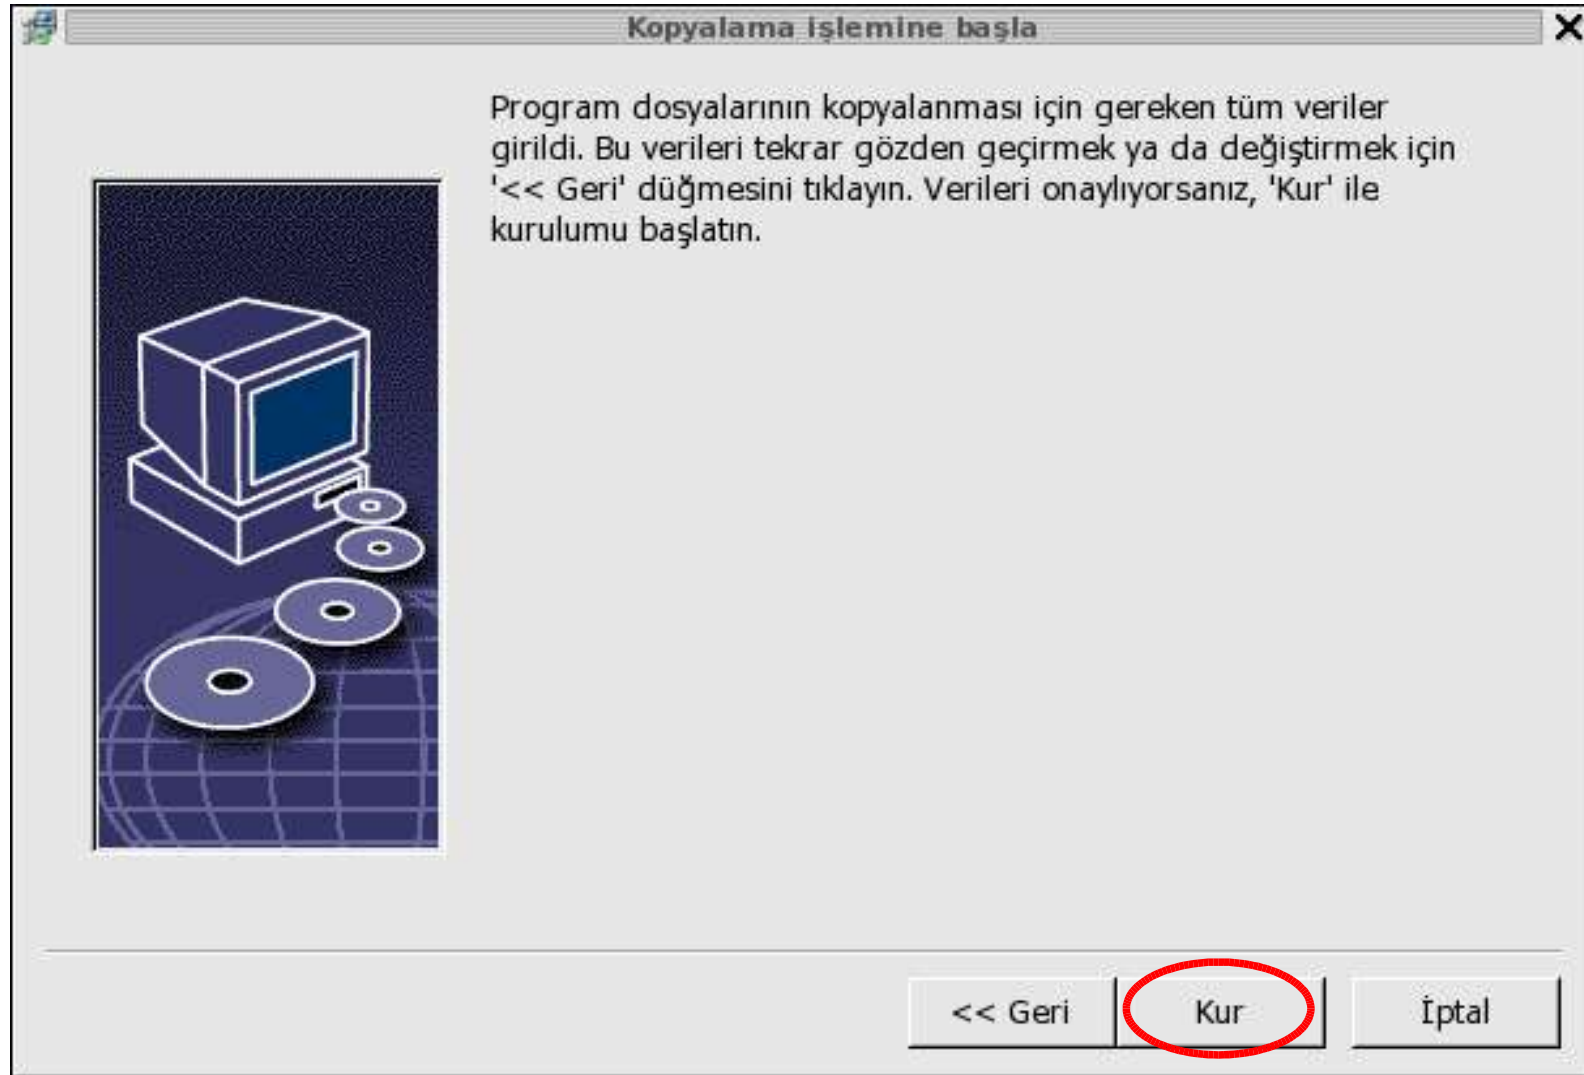 Kopyalama işlemine başla
Program dosyalarının kopyalanması için gereken tüm veriler
girildi. Bu verileri tekrar gözden geçirmek ya da değiştirmek için
'<< Geri' düğmesini tıklayın. Verileri onaylıyorsanız, 'Kur' ile
kurulumu başlatın.
<< Geri Kur İptal